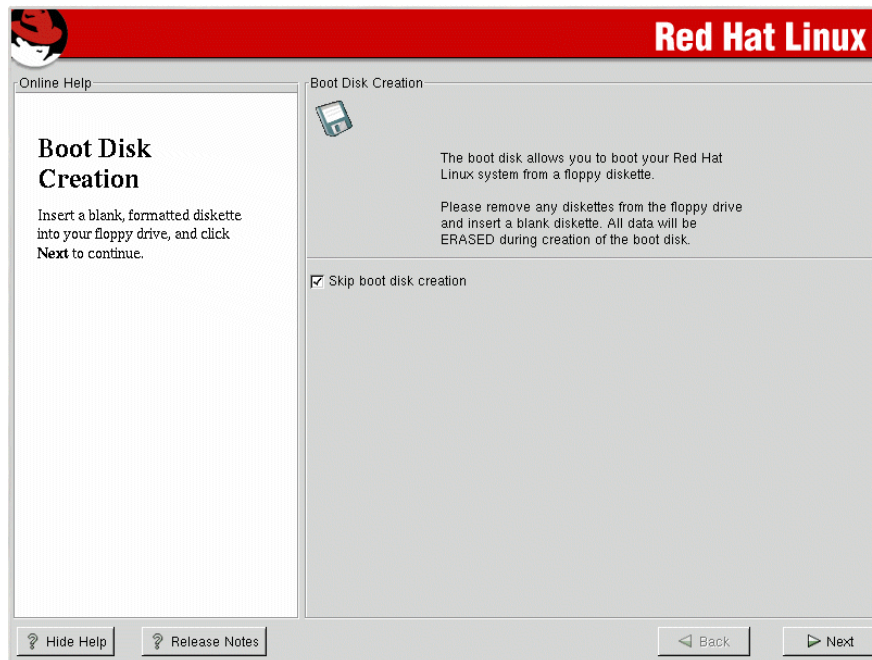 Red Hat Linux
Online Help
Boot Disk
Creation
Insert a blank, formatted diskette
into your floppy drive, and click
Next to continue.
Boot Disk Creation
The boot disk allows you to boot your Red Hat
Linux system from a floppy diskette.
Please remove any diskettes from the floppy drive
and insert a blank diskette. All data will be
ERASED during creation of the boot disk.
Skip boot disk creation
Hide Help
Release Notes
Back
Next